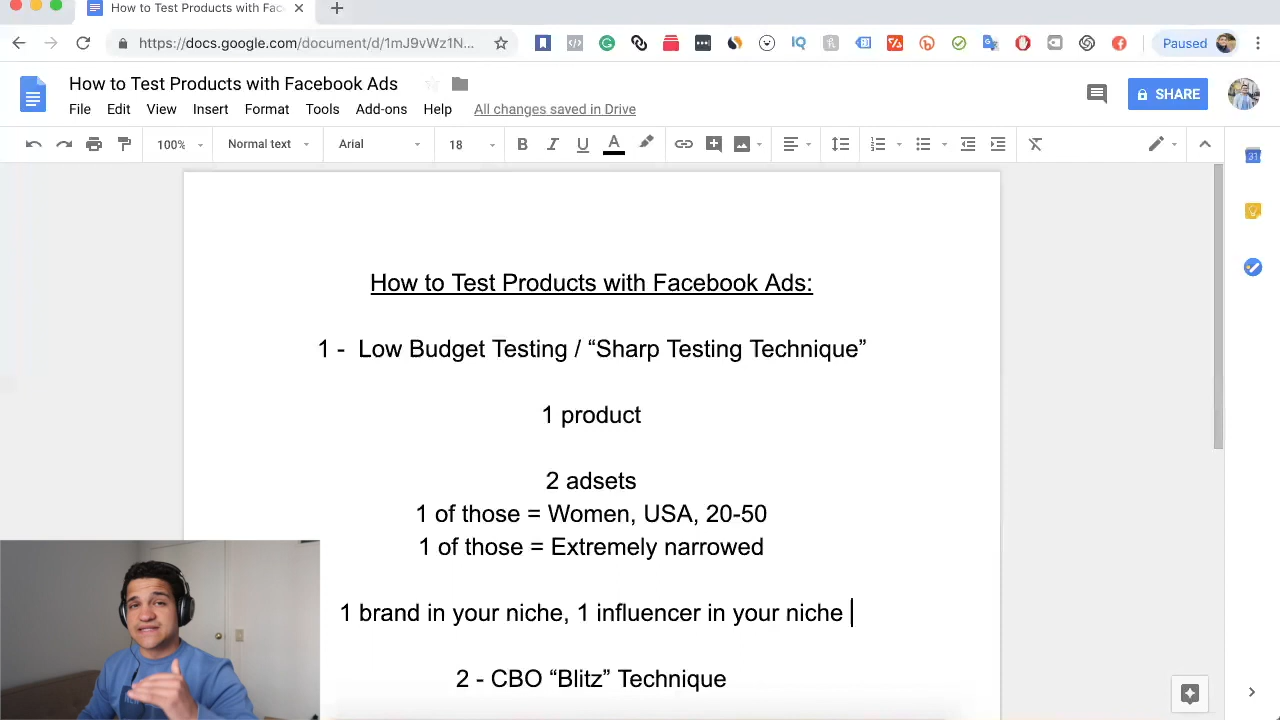 How to Test Products with Fac
https://docs.google.com/document/d/1mJ9vWz1N...
Paused
How to Test Products with Facebook Ads
File Edit View Insert Format Tools Add-ons Help All changes saved in Drive
SHARE
100% Normal text Arial 18
How to Test Products with Facebook Ads:
1 - Low Budget Testing / “Sharp Testing Technique”
1 product
2 adsets
1 of those = Women, USA, 20-50
1 of those = Extremely narrowed
1 brand in your niche, 1 influencer in your niche
2 - CBO “Blitz” Technique